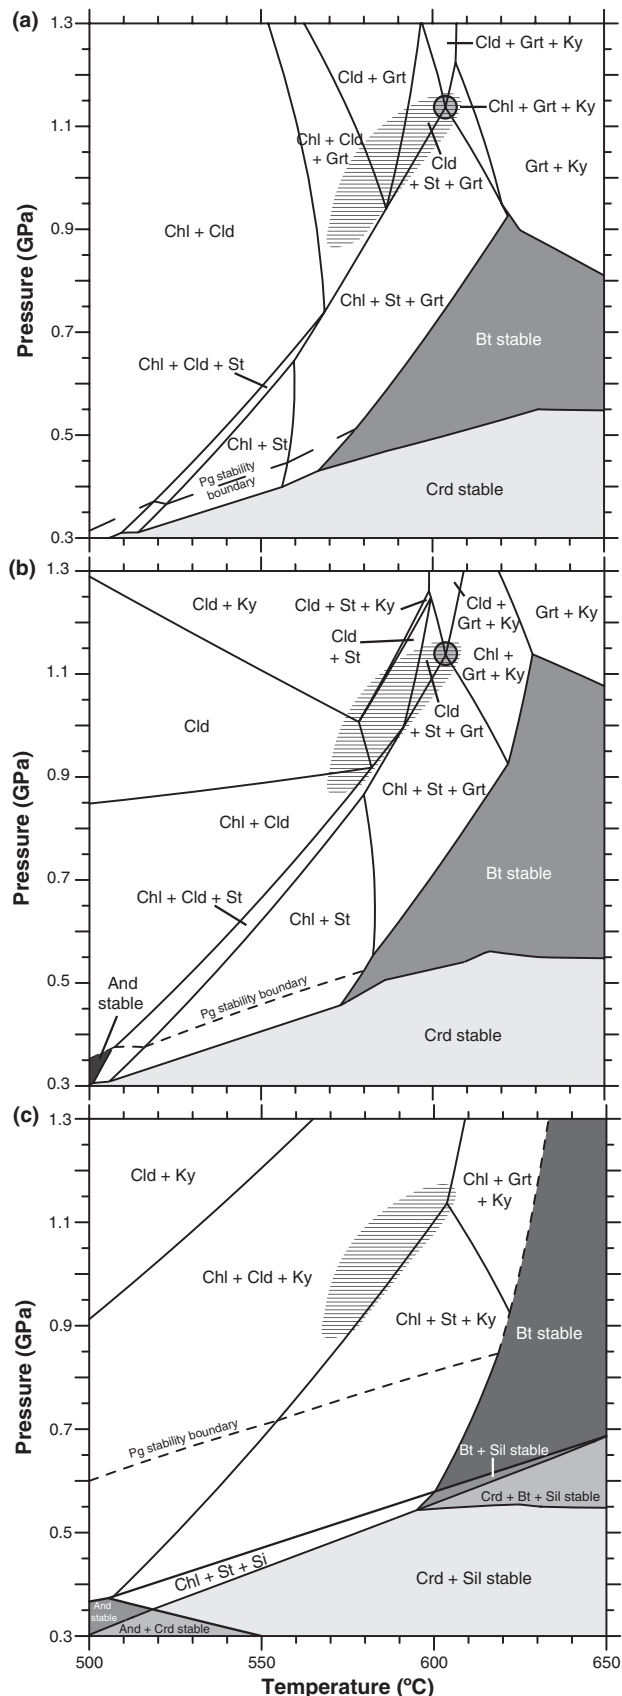 (a)
1.3
1.1
0.9
0.7
0.5
0.3
Pressure (GPa)
Cld + Grt + Ky
Cld + Grt
Chl + Grt + Ky
Chl + Cld
+ Grt
Cld
+ St + Grt
Grt + Ky
Chl + Cld
Chl + St + Grt
Bt stable
Chl + Cld + St
Chl + St
Pg stability
boundary
Crd stable
(b)
1.3
1.1
0.9
0.7
0.5
0.3
Pressure (GPa)
Cld + Ky
Cld + St + Ky
Cld +
Grt + Ky
Grt + Ky
Cld
+ St
Chl +
Grt + Ky
Cld
Cld
+ St + Grt
Chl + St + Grt
Chl + Cld
Bt stable
Chl + Cld + St
Chl + St
And
stable
Pg stability boundary
Crd stable
(c)
1.3
1.1
0.9
0.7
0.5
0.3
Pressure (GPa)
Cld + Ky
Chl + Grt
+ Ky
Chl + Cld + Ky
Chl + St + Ky
Bt stable
Pg stability boundary
Bt + Sil stable
Crd + Bt + Sil stable
Chl + St + Si
Crd + Sil stable
And
stable
And + Crd stable
500
550
600
650
Temperature (ºC)